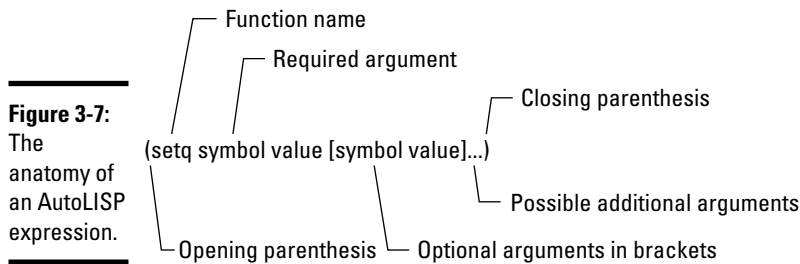 Function name
Required argument
Closing parenthesis
Figure 3-7:
The
anatomy of
an AutoLISP
expression.
(setq symbol value [symbol value]...)
Possible additional arguments
Opening parenthesis
Optional arguments in brackets